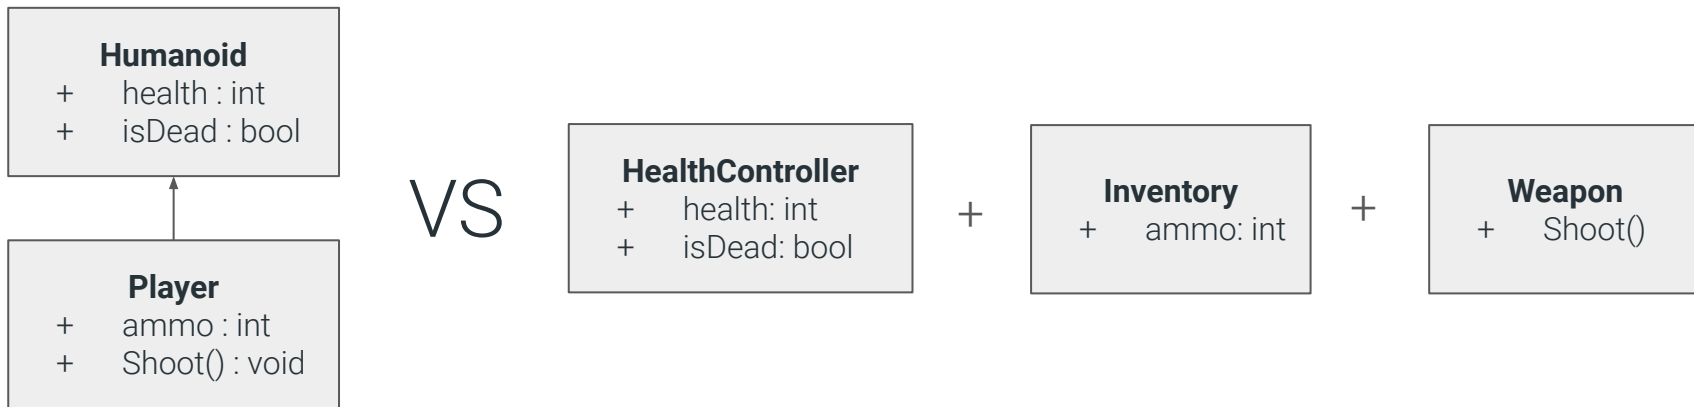 Humanoid
+ health : int
+ isDead : bool
Player
+ ammo : int
+ Shoot() : void
VS
HealthController
+ health: int
+ isDead: bool
+
Inventory
+ ammo: int
+
Weapon
+ Shoot()